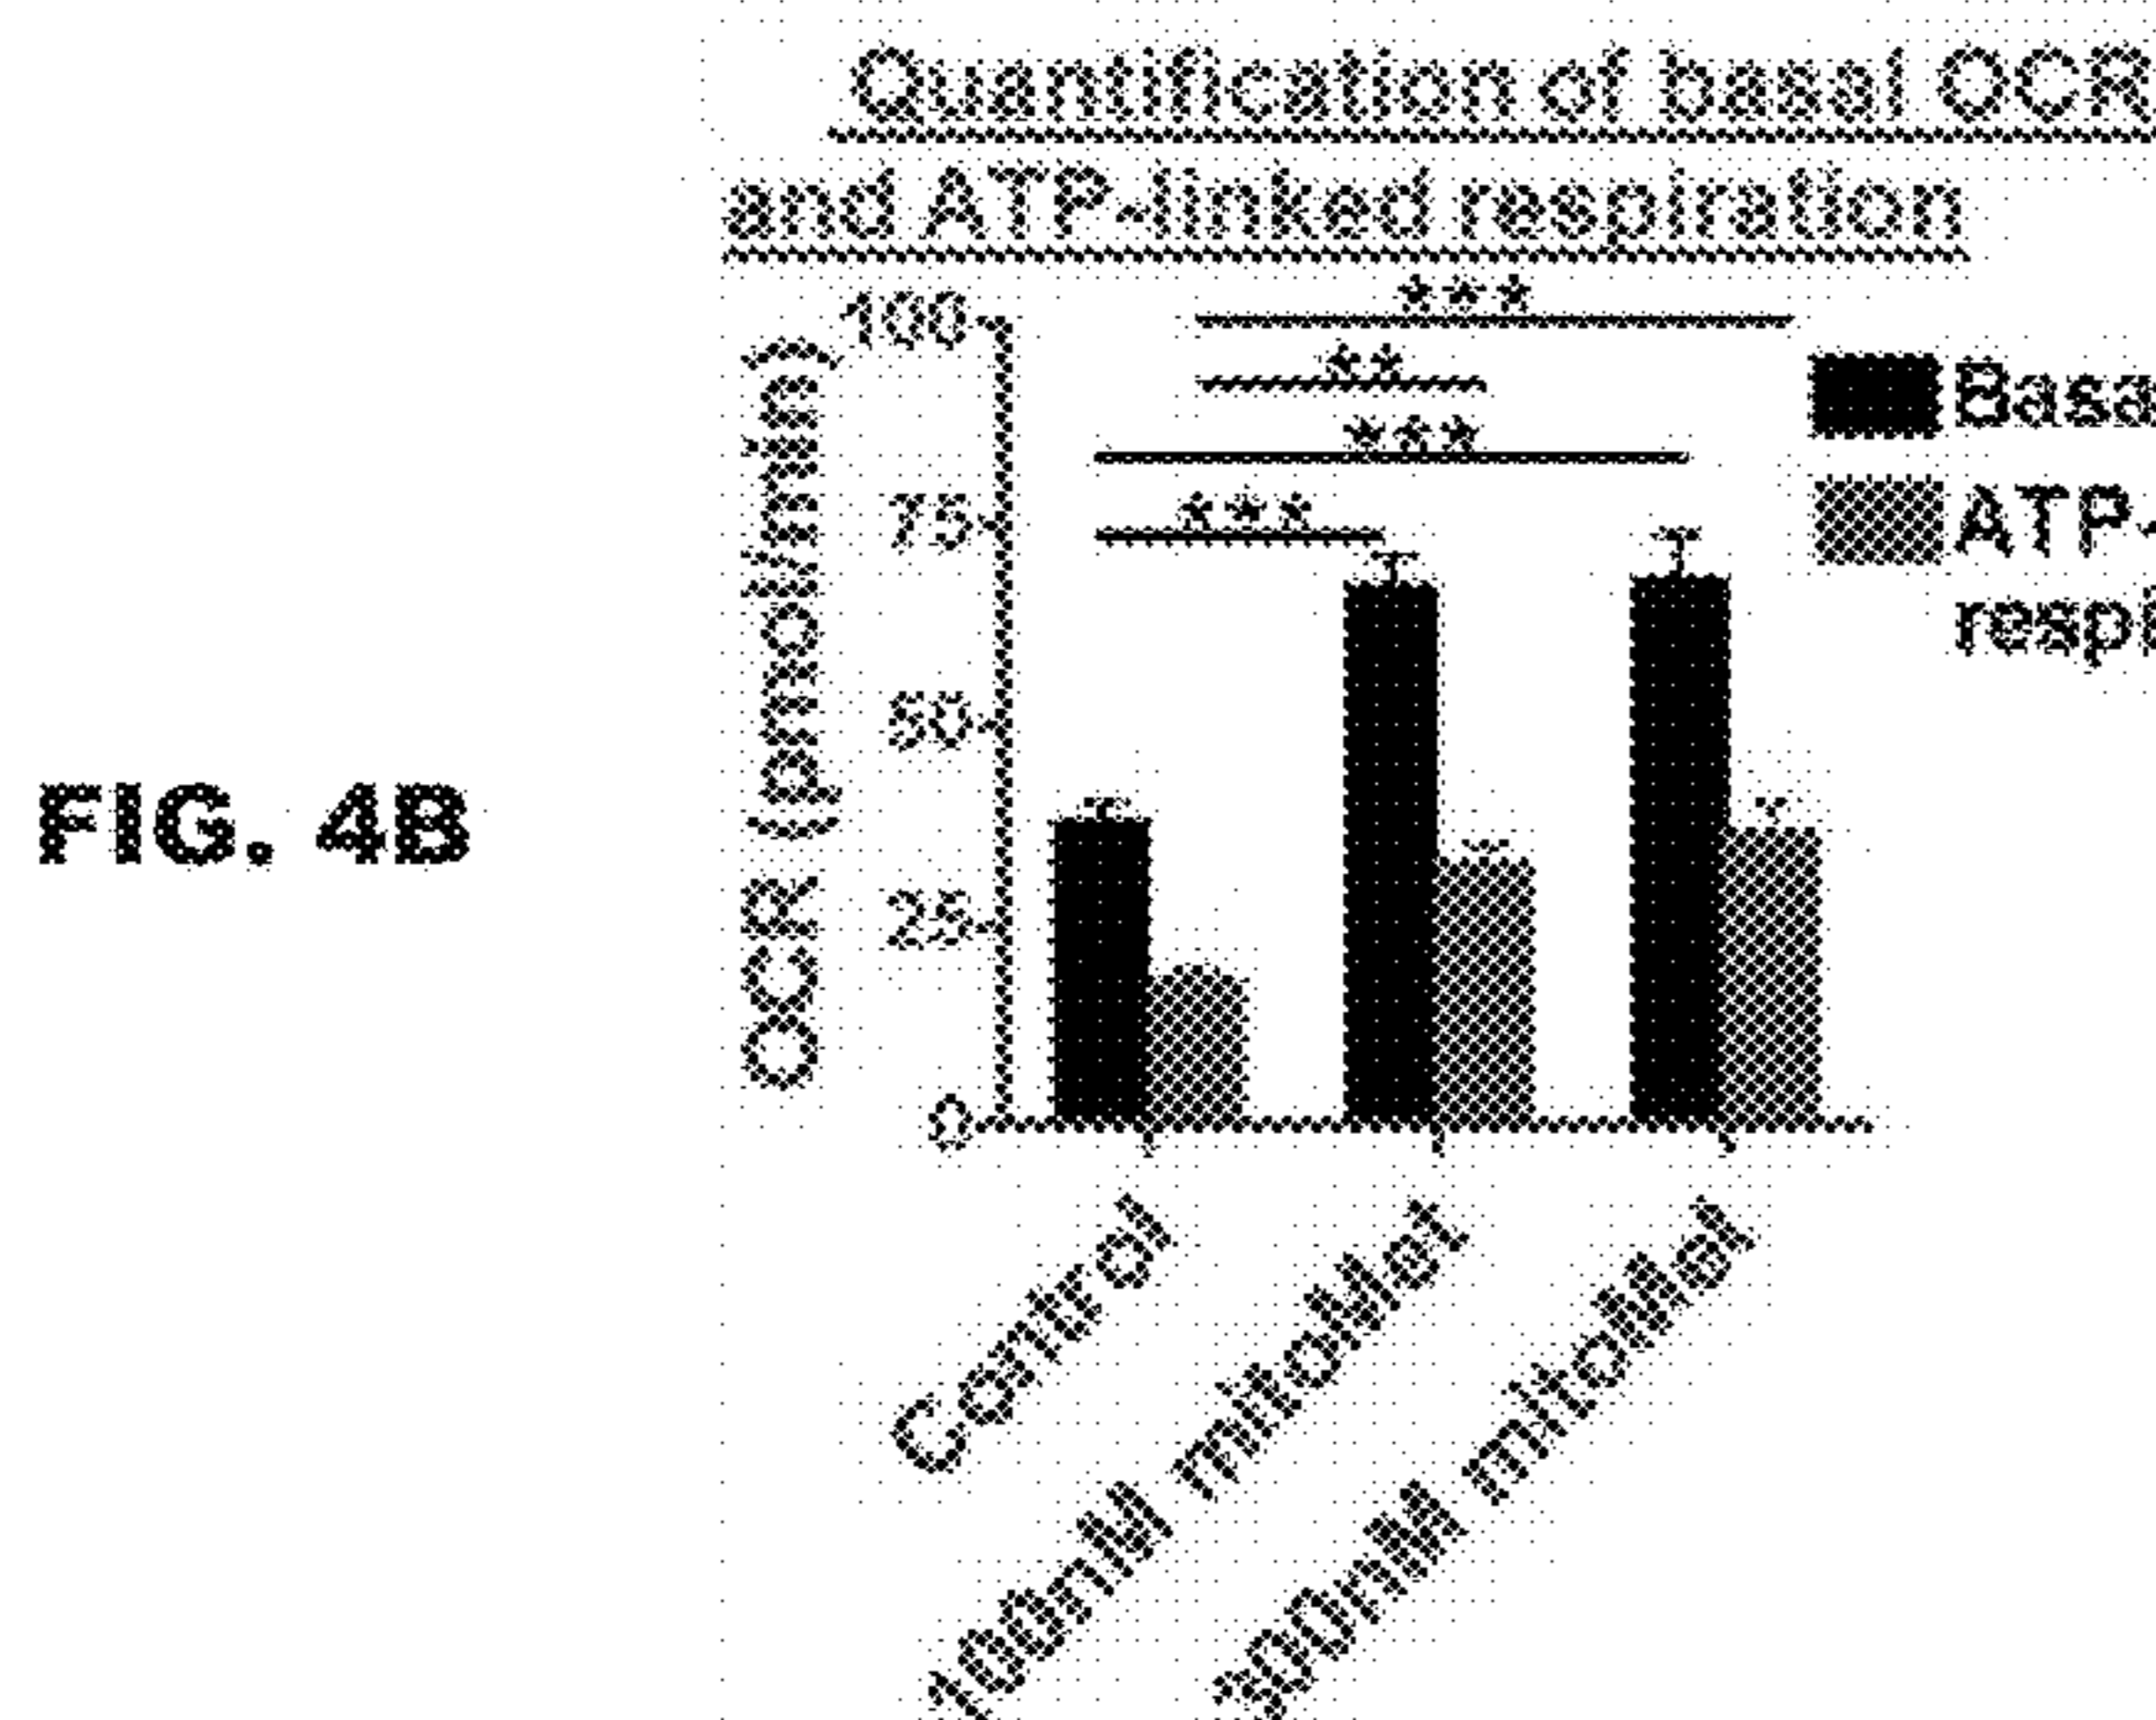 Quantification of basal OCR
and ATP-linked respiration
***
100
**
Basa
***
75
***
ATP-
respi
OCR (pmol/min)
50
FIG. 4B
25
0
Control
100nM mitoMet
mitoMet